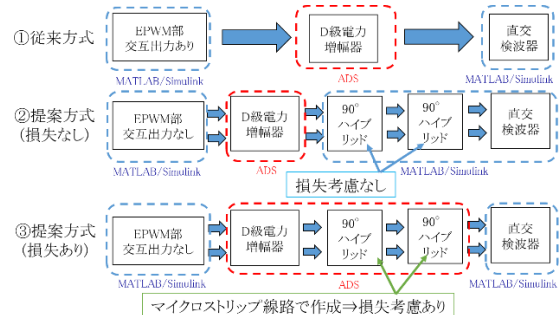 ①従来方式
EPWM部
交互出力あり
MATLAB/Simulink
D級電力
増幅器
ADS
直交
検波器
MATLAB/Simulink
②提案方式
(損失なし)
EPWM部
交互出力なし
MATLAB/Simulink
D級電力
増幅器
ADS
90°
ハイブ
リッド
90°
ハイブ
リッド
直交
検波器
MATLAB/Simulink
損失考慮なし
③提案方式
(損失あり)
EPWM部
交互出力なし
MATLAB/Simulink
D級電力
増幅器
90°
ハイブ
リッド
90°
ハイブ
リッド
ADS
直交
検波器
MATLAB/Simulink
マイクロストリップ線路で作成⇒損失考慮あり